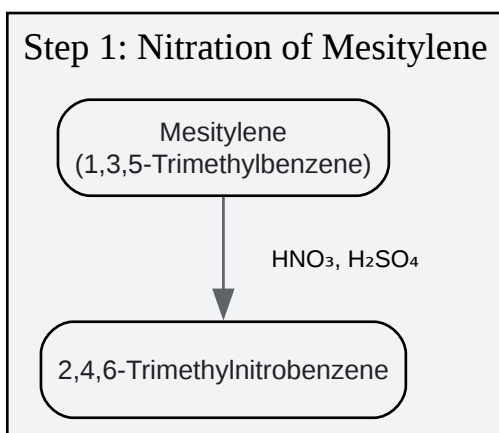 Step 1: Nitration of Mesitylene
Mesitylene
(1,3,5-Trimethylbenzene)
HNO₃, H₂SO₄
2,4,6-Trimethylnitrobenzene